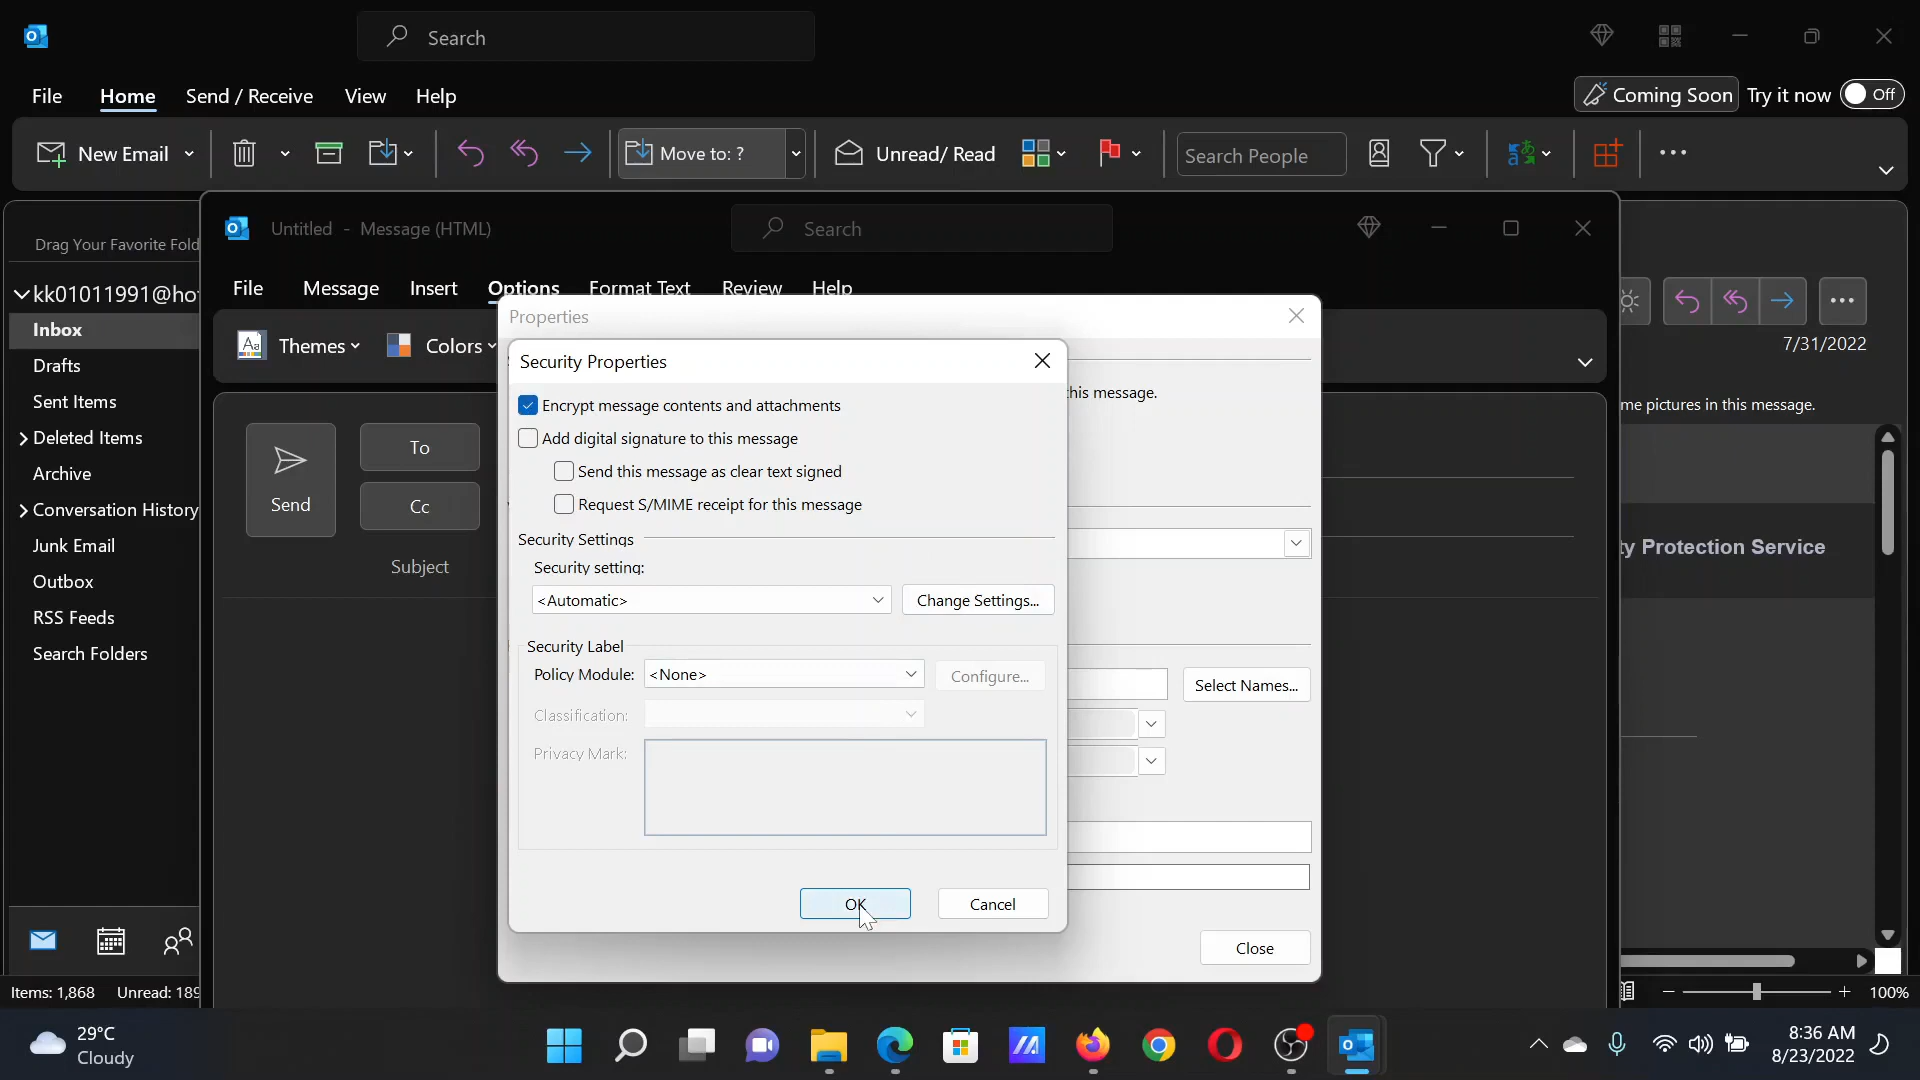 Search
File
Home
Send / Receive
View
Help
Coming Soon
Try it now
Off
New Email
Move to: ?
Unread/ Read
Search People
Drag Your Favorite Fold
kk01011991@ho
Inbox
Drafts
Sent Items
Deleted Items
Archive
Conversation History
Junk Email
Outbox
RSS Feeds
Search Folders
Items: 1,868
Unread: 189
Untitled - Message (HTML)
Search
File
Message
Insert
Options
Format Text
Review
Help
Aa
Themes
Colors
Send
To
Cc
Subject
Properties
this message.
Select Names...
Close
Security Properties
Encrypt message contents and attachments
Add digital signature to this message
Send this message as clear text signed
Request S/MIME receipt for this message
Security Settings
Security setting:
<Automatic>
Change Settings...
Security Label
Policy Module:
<None>
Configure...
Classification:
Privacy Mark:
OK
Cancel
7/31/2022
me pictures in this message.
ty Protection Service
100%
29°C
Cloudy
8:36 AM
8/23/2022